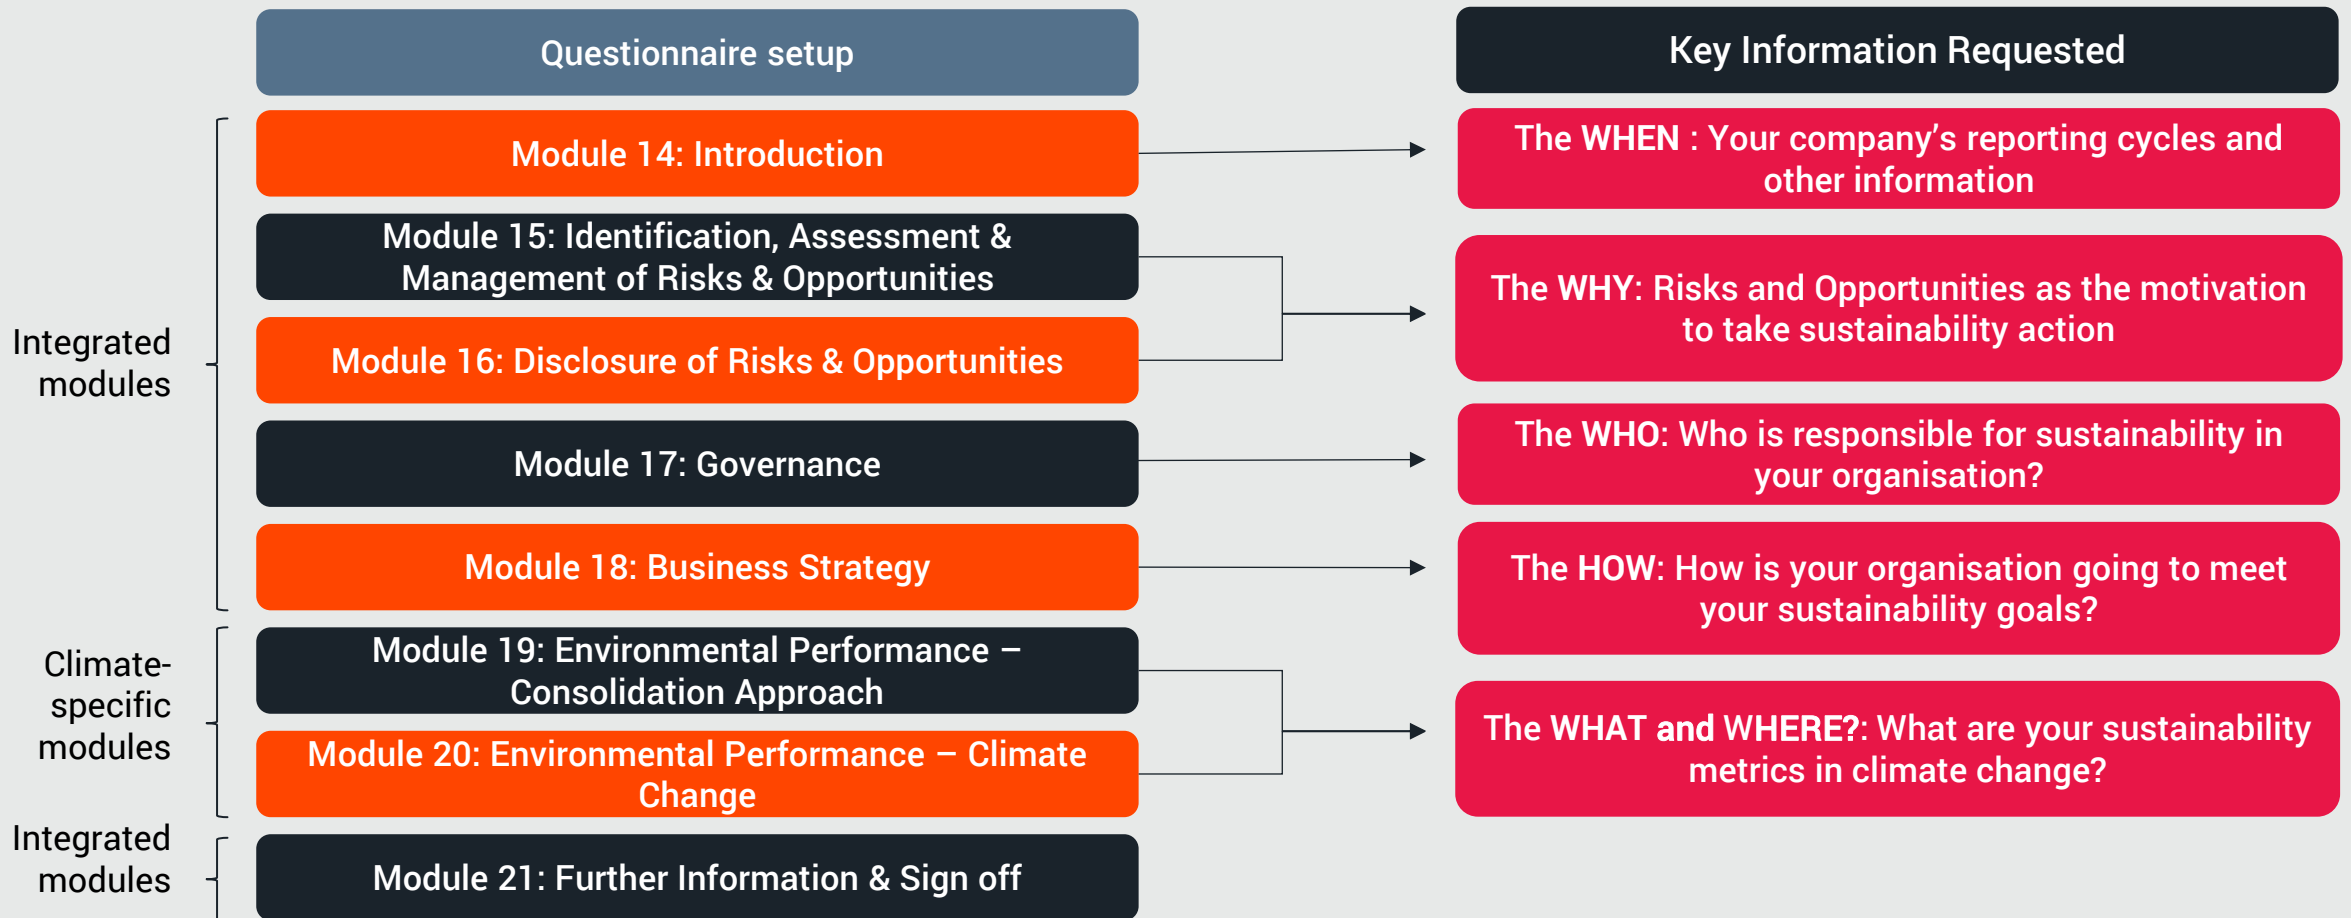 Questionnaire setup
Key Information Requested
Integrated
modules
Module 14: Introduction
The WHEN : Your company's reporting cycles and
other information
Module 15: Identification, Assessment &
Management of Risks & Opportunities
Module 16: Disclosure of Risks & Opportunities
The WHY: Risks and Opportunities as the motivation
to take sustainability action
Module 17: Governance
The WHO: Who is responsible for sustainability in
your organisation?
Module 18: Business Strategy
The HOW: How is your organisation going to meet
your sustainability goals?
Climate-
specific
modules
Module 19: Environmental Performance –
Consolidation Approach
Module 20: Environmental Performance – Climate
Change
The WHAT and WHERE?: What are your sustainability
metrics in climate change?
Integrated
modules
Module 21: Further Information & Sign off